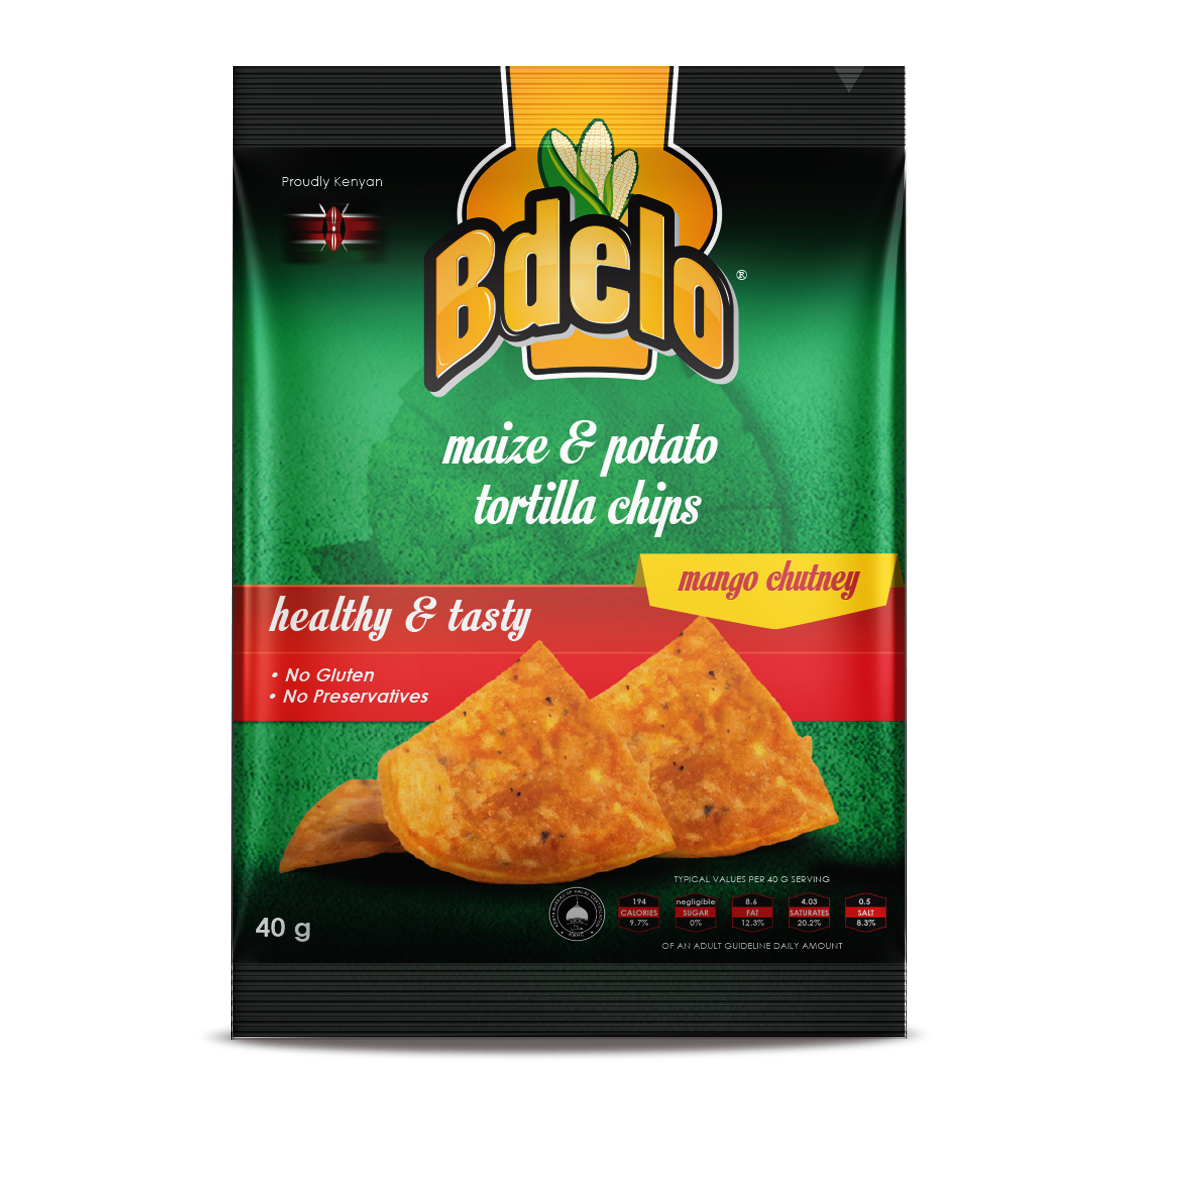 Proudly Kenyan
Bdelo®
maize & potato
tortilla chips
mango chutney
healthy & tasty
• No Gluten
• No Preservatives
TYPICAL VALUES PER 40 G SERVING
194 negligible 8.6 4.03 0.5
CALORIES SUGAR FAT SATURATES SALT
9.7% 0% 12.3% 20.2% 8.3%
OF AN ADULT GUIDELINE DAILY AMOUNT
40 g